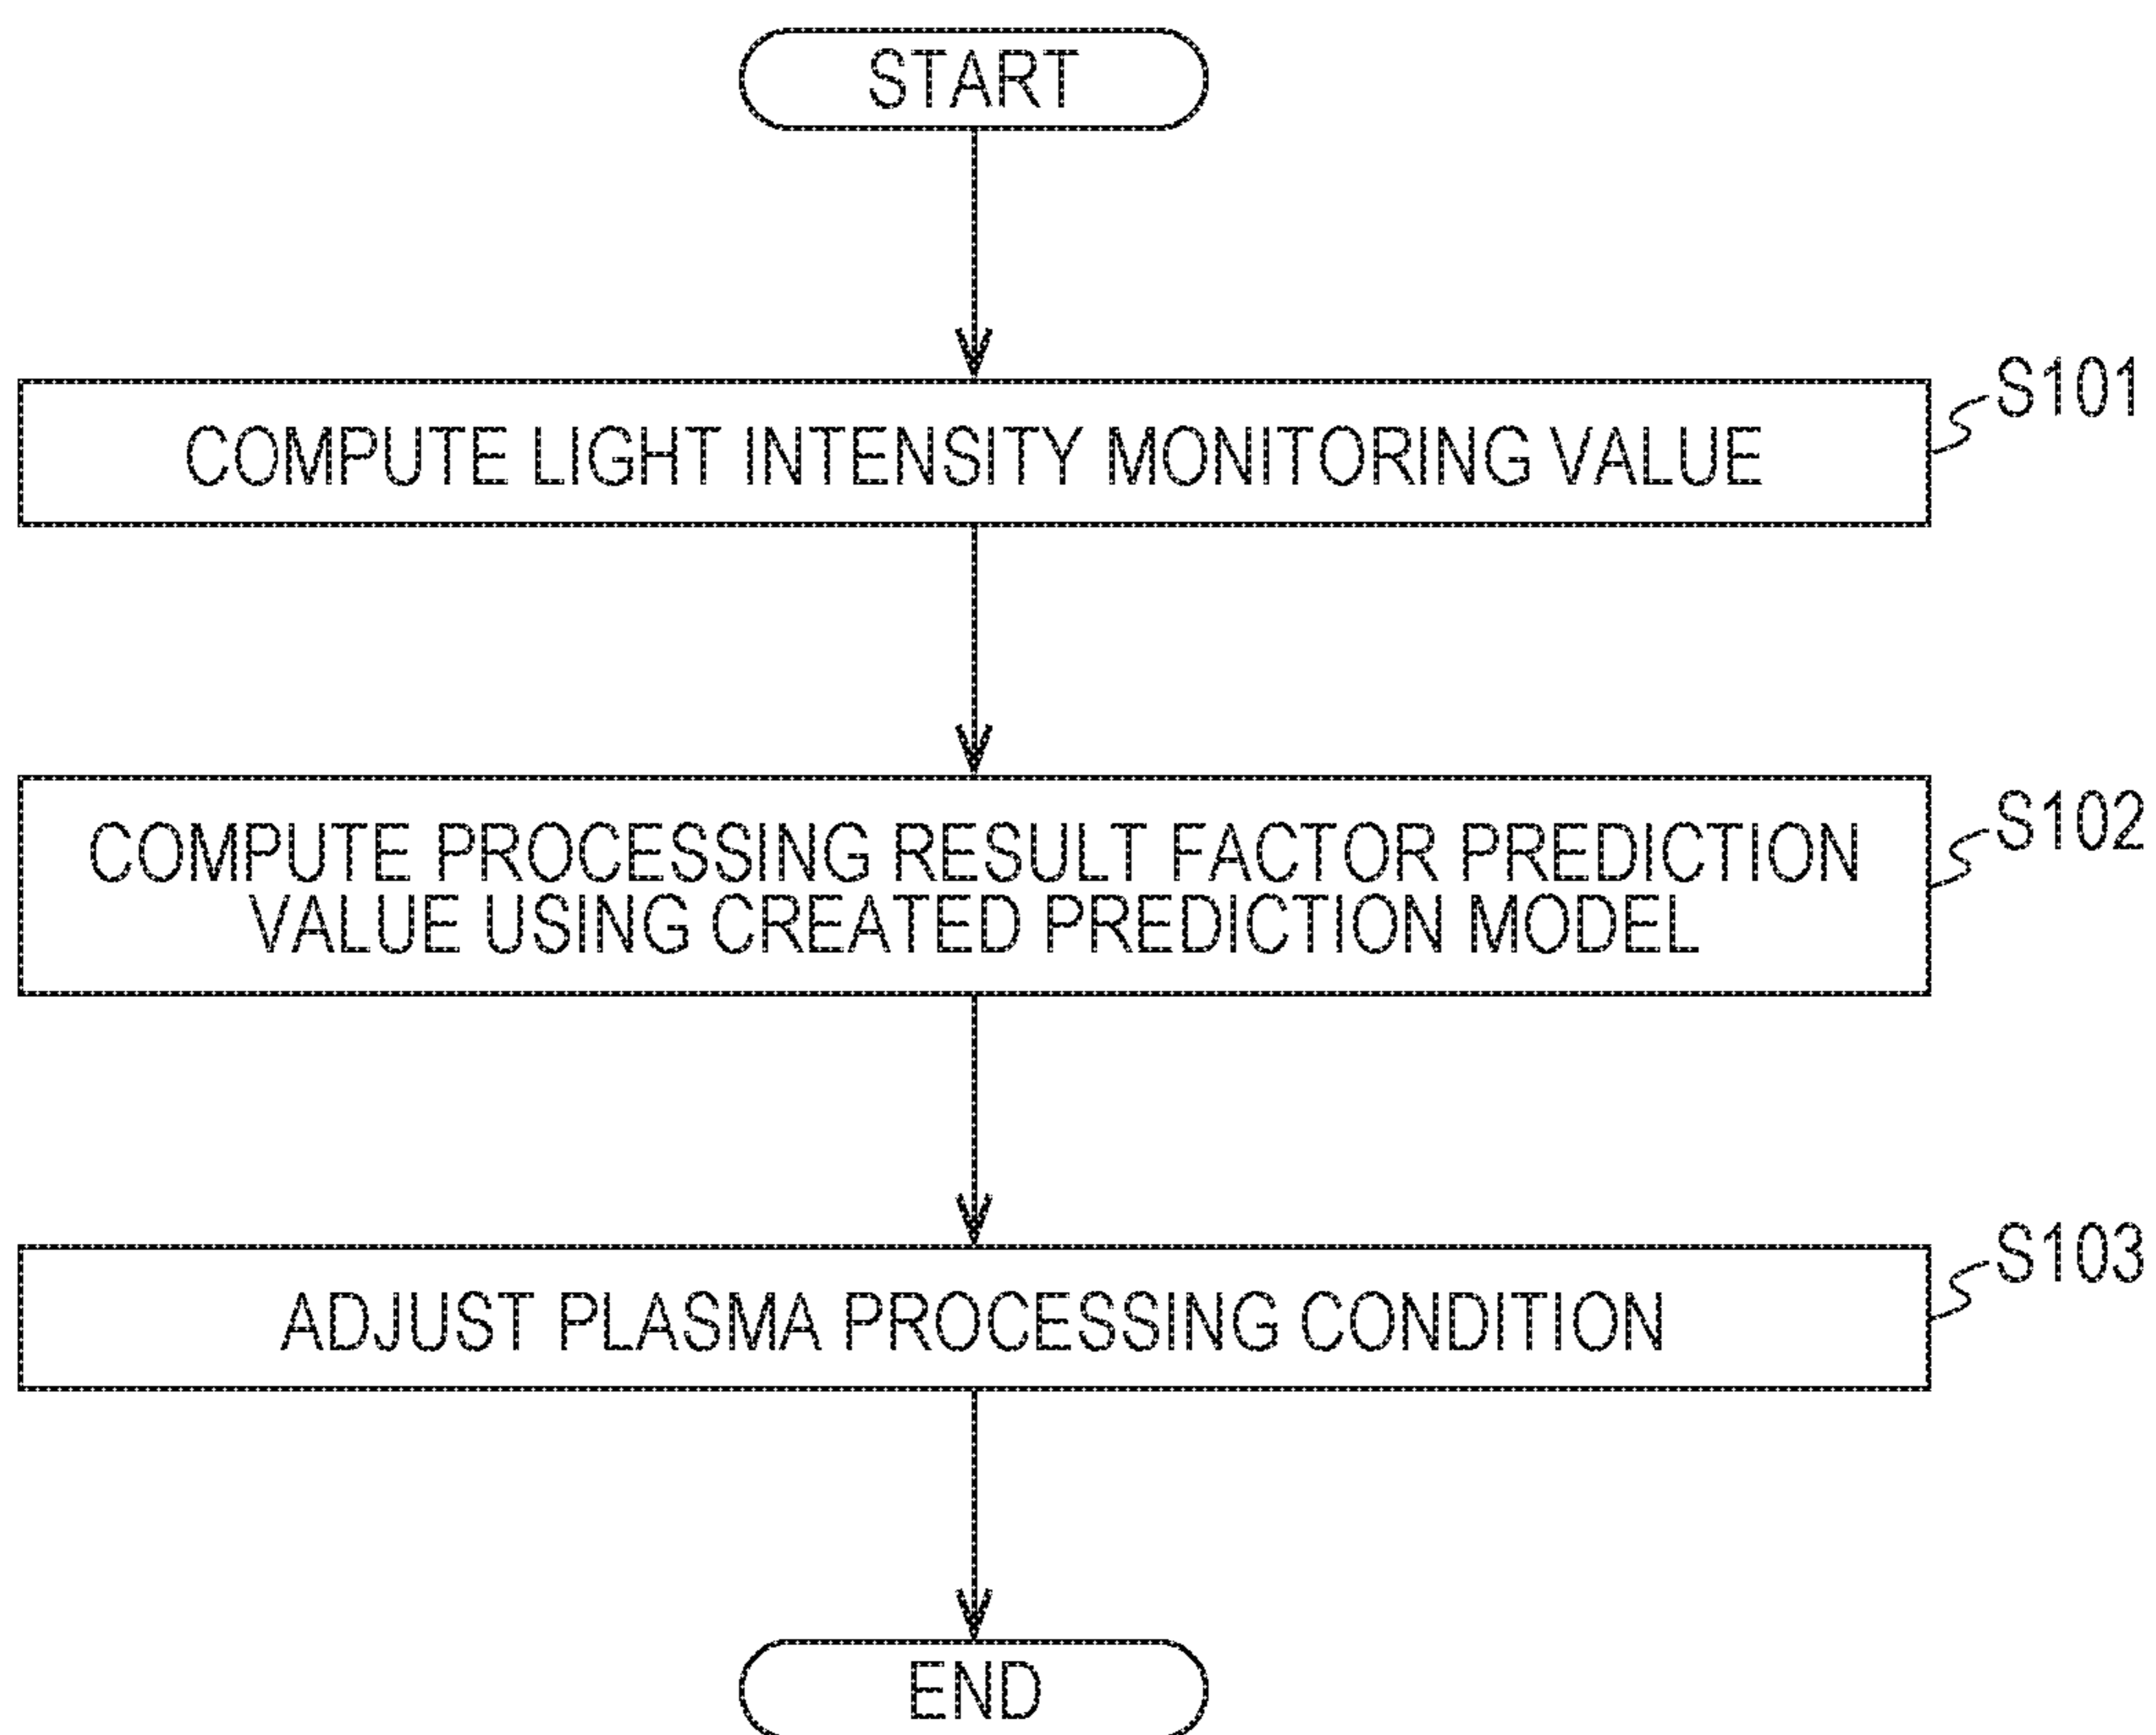 START
S101
COMPUTE LIGHT INTENSITY MONITORING VALUE
S102
COMPUTE PROCESSING RESULT FACTOR PREDICTION
VALUE USING CREATED PREDICTION MODEL
S103
ADJUST PLASMA PROCESSING CONDITION
END